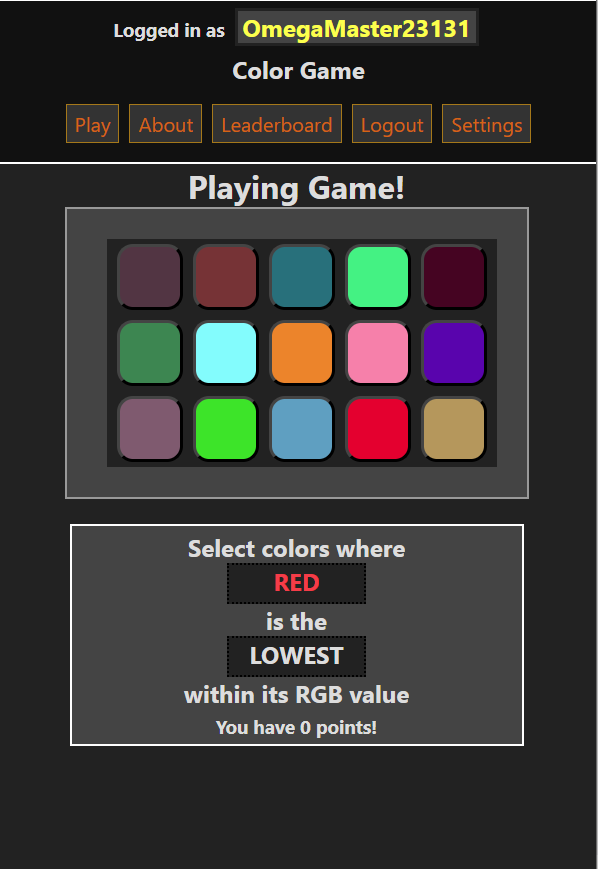 Logged in as OmegaMaster23131
Color Game
Play About Leaderboard Logout Settings
Playing Game!
Select colors where
RED
is the
LOWEST
within its RGB value
You have 0 points!